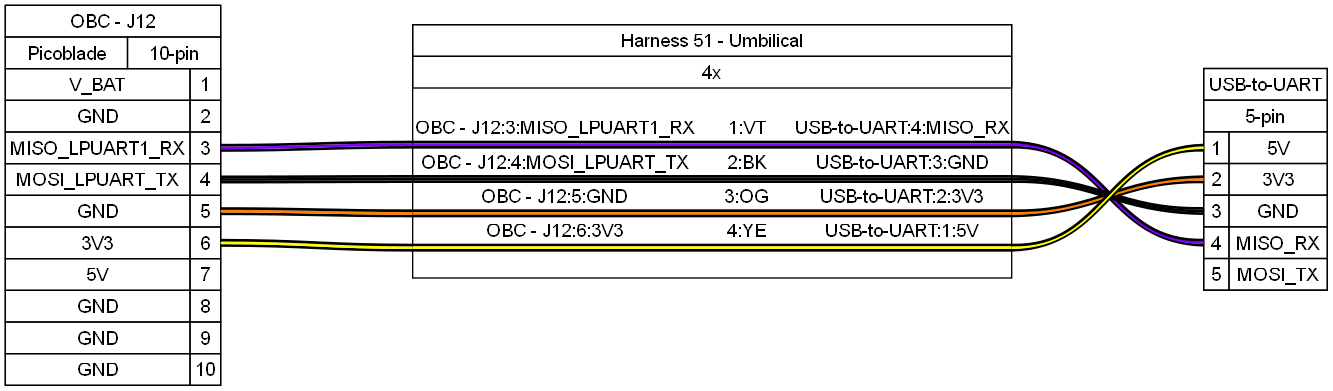 OBC - J12
Picoblade 10-pin
V_BAT 1
GND 2
MISO_LPUART1_RX 3
MOSI_LPUART_TX 4
GND 5
3V3 6
5V 7
GND 8
GND 9
GND 10
Harness 51 - Umbilical
4x
OBC - J12:3:MISO_LPUART1_RX 1:VT USB-to-UART:4:MISO_RX
OBC - J12:4:MOSI_LPUART_TX 2:BK USB-to-UART:3:GND
OBC - J12:5:GND 3:OG USB-to-UART:2:3V3
OBC - J12:6:3V3 4:YE USB-to-UART:1:5V
USB-to-UART
5-pin
1 5V
2 3V3
3 GND
4 MISO_RX
5 MOSI_TX